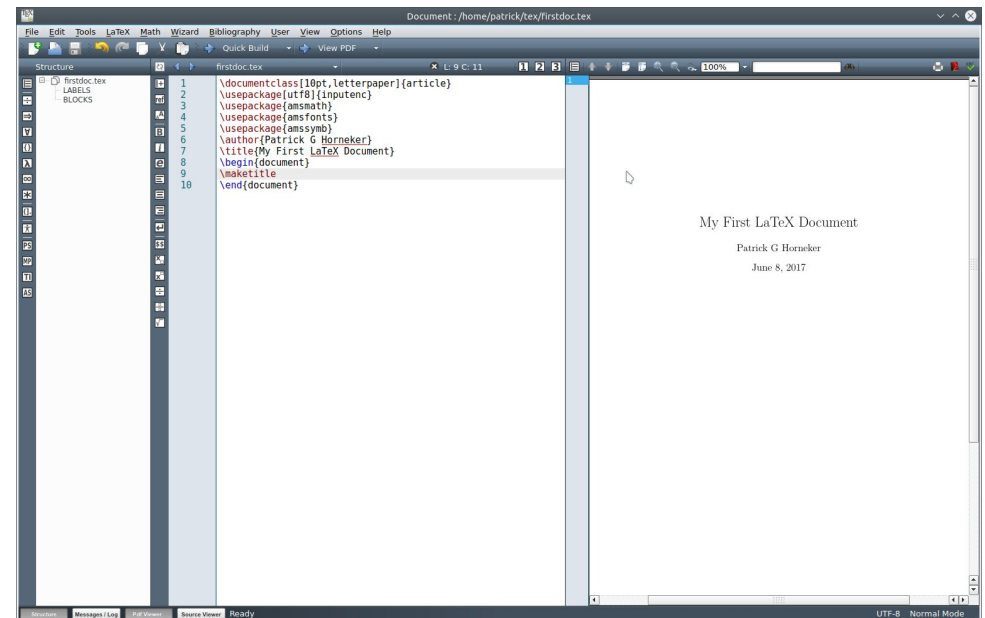 Document : /home/patrick/tex/firstdoc.tex
File Edit Tools LaTeX Math Wizard Bibliography User View Options Help
Quick Build View PDF
Structure
firstdoc.tex
L: 9 C: 11
1 2 3
100%
firstdoc.tex
LABELS
BLOCKS
1 \documentclass[10pt,letterpaper]{article}
2 \usepackage[utf8]{inputenc}
3 \usepackage{amsmath}
4 \usepackage{amsfonts}
5 \usepackage{amssymb}
6 \author{Patrick G Horneker}
7 \title{My First LaTeX Document}
8 \begin{document}
9 \maketitle
10 \end{document}
1
My First LaTeX Document
Patrick G Horneker
June 8, 2017
Structure Messages / Log Pdf Viewer Source Viewer Ready
UTF-8 Normal Mode